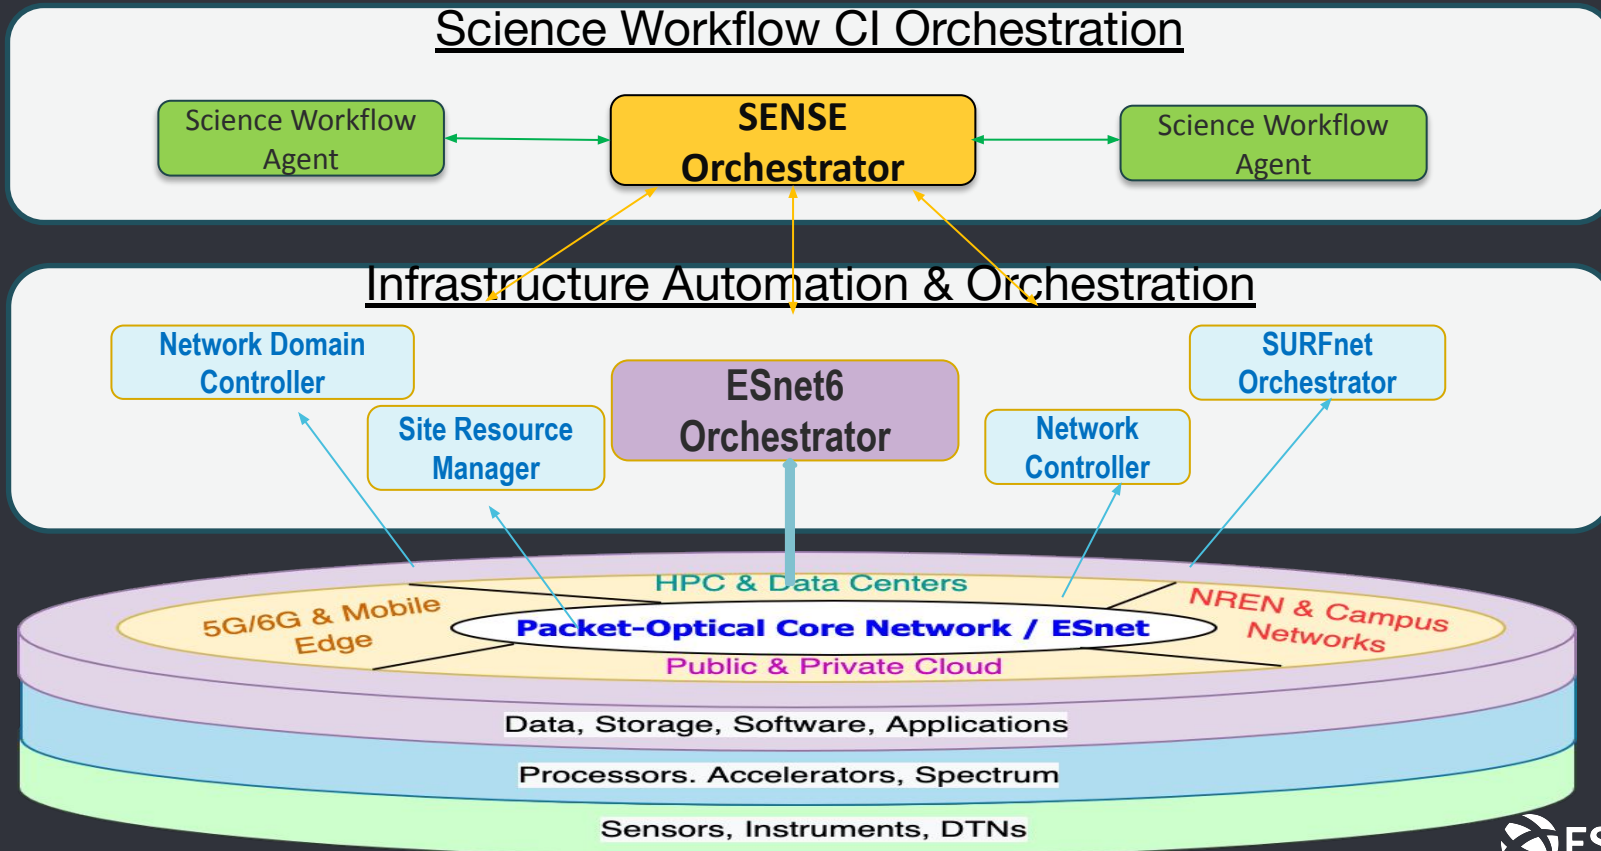 Science Workflow CI Orchestration
Science Workflow
Agent
SENSE
Orchestrator
Science Workflow
Agent
Infrastructure Automation & Orchestration
Network Domain
Controller
Site Resource
Manager
ESnet6
Orchestrator
Network
Controller
SURFnet
Orchestrator
HPC & Data Centers
5G/6G & Mobile
Edge
Packet-Optical Core Network / ESnet
NREN & Campus
Networks
Public & Private Cloud
Data, Storage, Software, Applications
Processors. Accelerators, Spectrum
Sensors, Instruments, DTNs
ES